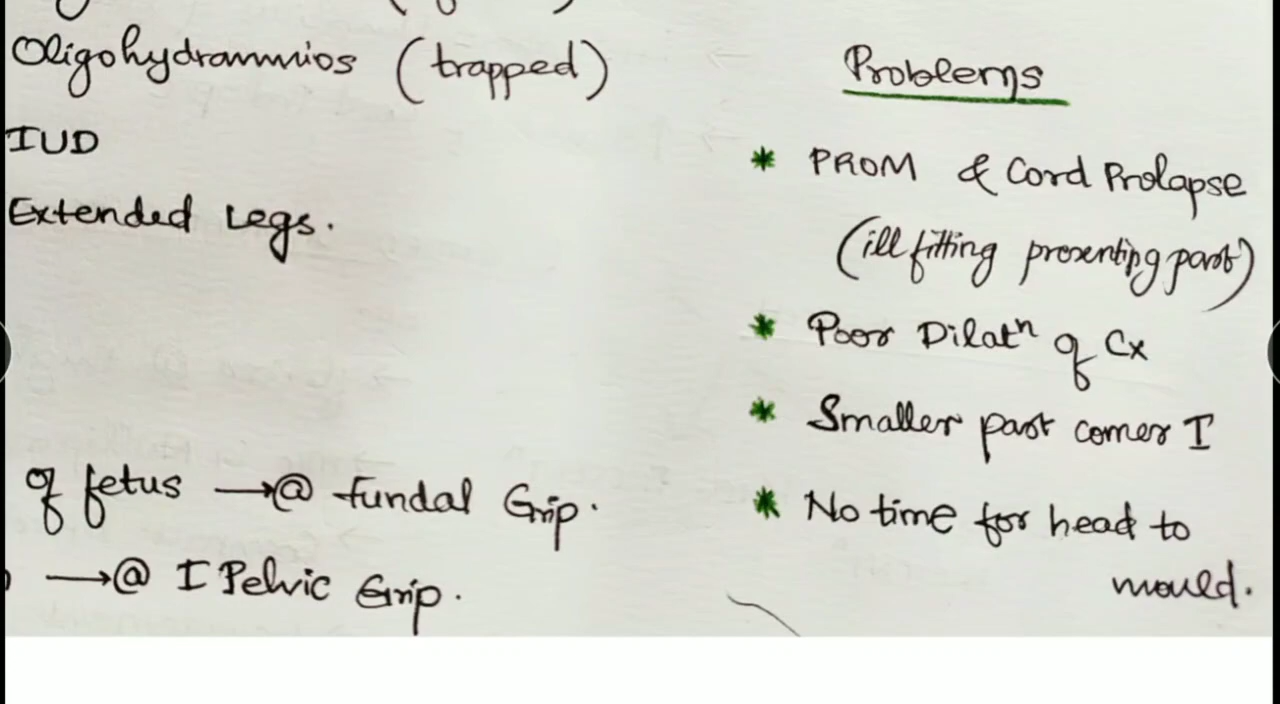 Oligohydramnios (trapped)
IUD
Extended Legs.
of fetus →@ fundal Grip.
→@ I Pelvic Grip.
Problems
* PROM & Cord Prolapse
(ill fitting presenting part)
* Poor Dilatⁿ of Cx
* Smaller part comes I
* No time for head to
mould.